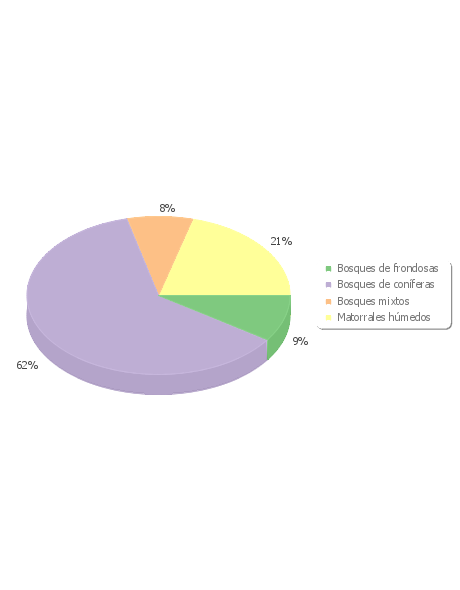 8%
21%
Bosques de frondosas
Bosques de coníferas
Bosques mixtos
Matorrales húmedos
9%
62%